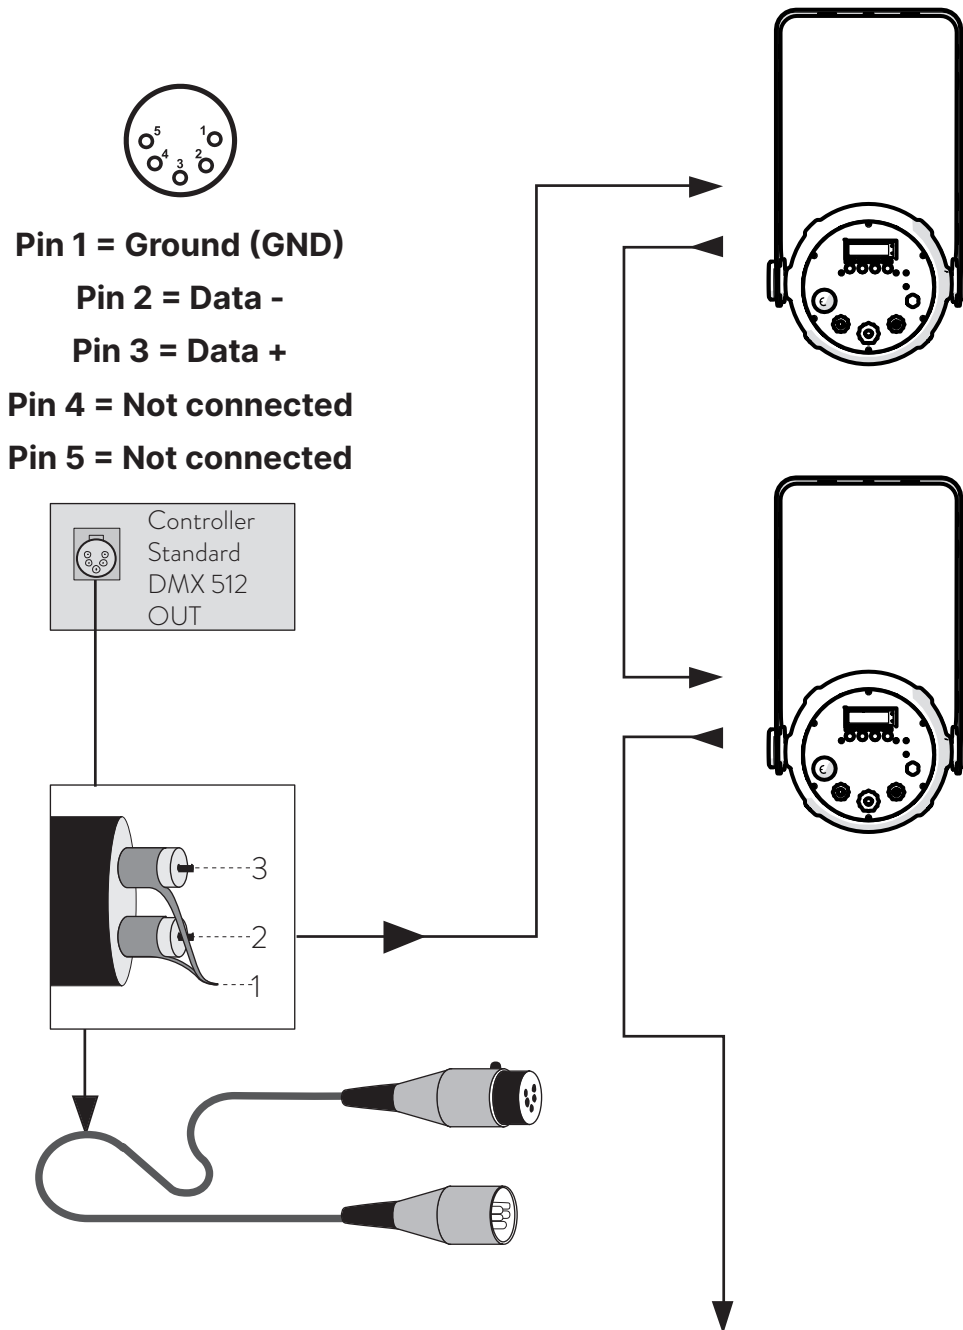 5
1
4
2
3
Pin 1 = Ground (GND)
Pin 2 = Data -
Pin 3 = Data +
Pin 4 = Not connected
Pin 5 = Not connected
Controller
Standard
DMX 512
OUT
3
2
1